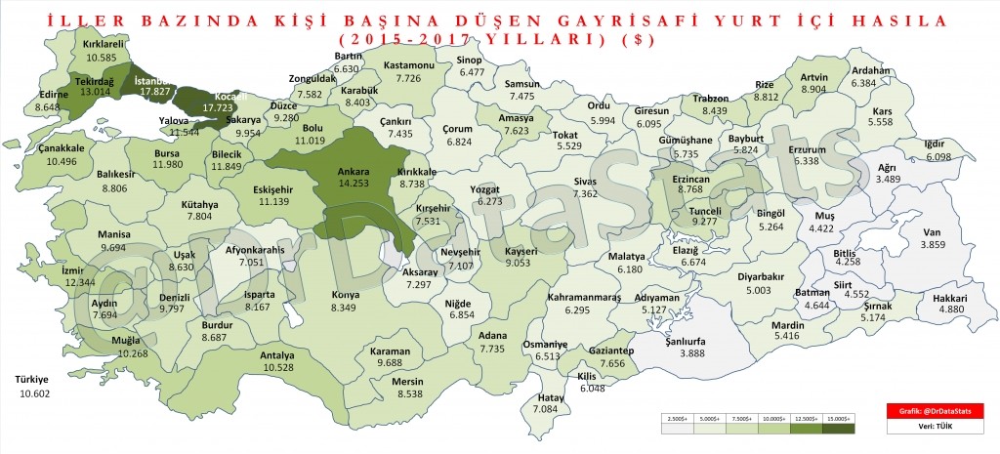 İLLER BAZINDA KİŞİ BAŞINA DÜŞEN GAYRİSAFİ YURT İÇİ HASILA
(2015-2017 YILLARI) ($)
Kırklareli
10.585
Tekirdağ
13.014
İstanbul
17.827
Kocaeli
17.723
Edirne
8.648
Yalova
11.544
Sakarya
9.954
Düzce
9.280
Zonguldak
7.582
Bartın
6.630
Karabük
8.403
Kastamonu
7.726
Sinop
6.477
Samsun
7.475
Ordu
5.994
Giresun
6.095
Trabzon
8.439
Rize
8.812
Artvin
8.904
Ardahan
6.384
Kars
5.558
Iğdır
6.098
Çanakkale
10.496
Balıkesir
8.806
Bursa
11.980
Bilecik
11.849
Bolu
11.019
Çankırı
7.435
Çorum
6.824
Amasya
7.623
Tokat
5.529
Gümüşhane
5.735
Bayburt
5.824
Erzurum
6.338
Ağrı
3.489
Kütahya
7.804
Eskişehir
11.139
Ankara
14.253
Kırıkkale
8.738
Kırşehir
7.531
Yozgat
6.273
Sivas
7.362
Erzincan
8.768
Tunceli
9.277
Bingöl
5.264
Muş
4.422
Van
3.859
Bitlis
4.258
Manisa
9.694
Uşak
8.630
Afyonkarahis
7.051
İzmir
12.344
Aydın
7.694
Denizli
9.797
Isparta
8.167
Burdur
8.687
Muğla
10.268
Antalya
10.528
Konya
8.349
Aksaray
7.297
Nevşehir
7.107
Niğde
6.854
Kayseri
9.053
Malatya
6.180
Elazığ
6.674
Diyarbakır
5.003
Batman
4.644
Siirt
4.552
Şırnak
5.174
Hakkari
4.880
Mardin
5.416
Şanlıurfa
3.888
Adıyaman
5.127
Kahramanmaraş
6.295
Gaziantep
7.656
Kilis
6.048
Osmaniye
6.513
Hatay
7.084
Adana
7.735
Mersin
8.538
Karaman
9.688
Türkiye
10.602
@DrDataStats
2.500$+ 5.000$+ 7.500$+ 10.000$+ 12.500$+ 15.000$+
Grafik: @DrDataStats
Veri: TÜİK